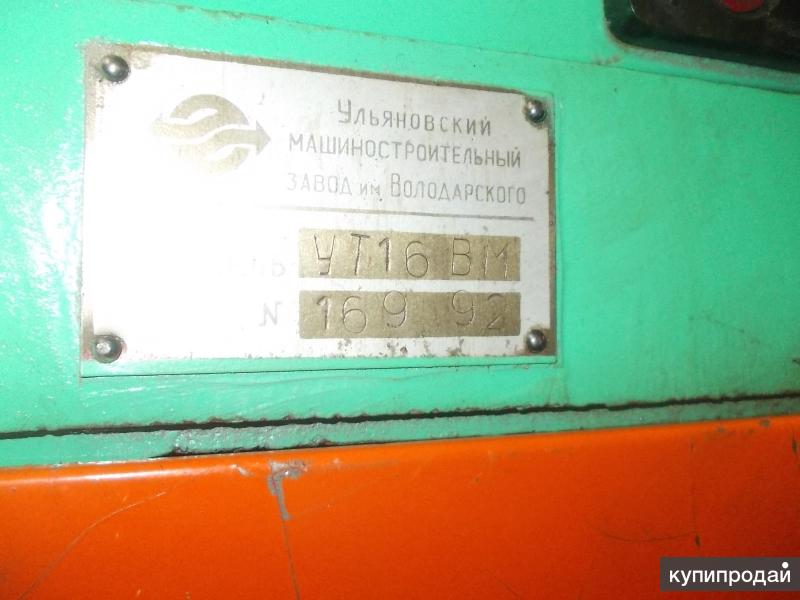 Ульяновский
машиностроительный
завод им Володарского
УТ16 ВМ
N 169 92
купипродай